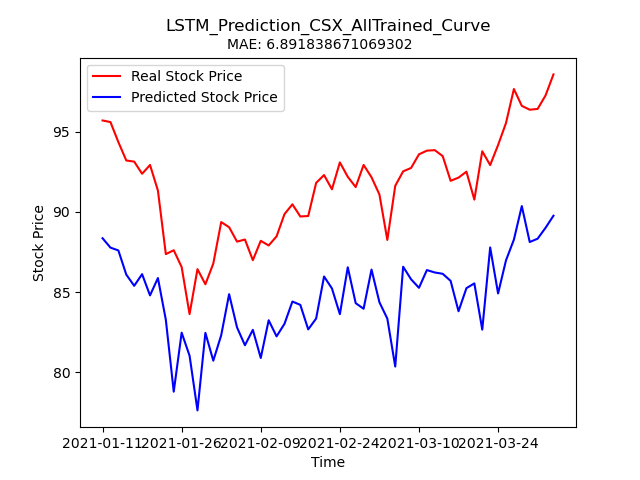 LSTM_Prediction_CSX_AllTrained_Curve
MAE: 6.891838671069302
Real Stock Price
Predicted Stock Price
Stock Price
95
90
85
80
2021-01-11 2021-01-26 2021-02-09 2021-02-24 2021-03-10 2021-03-24
Time